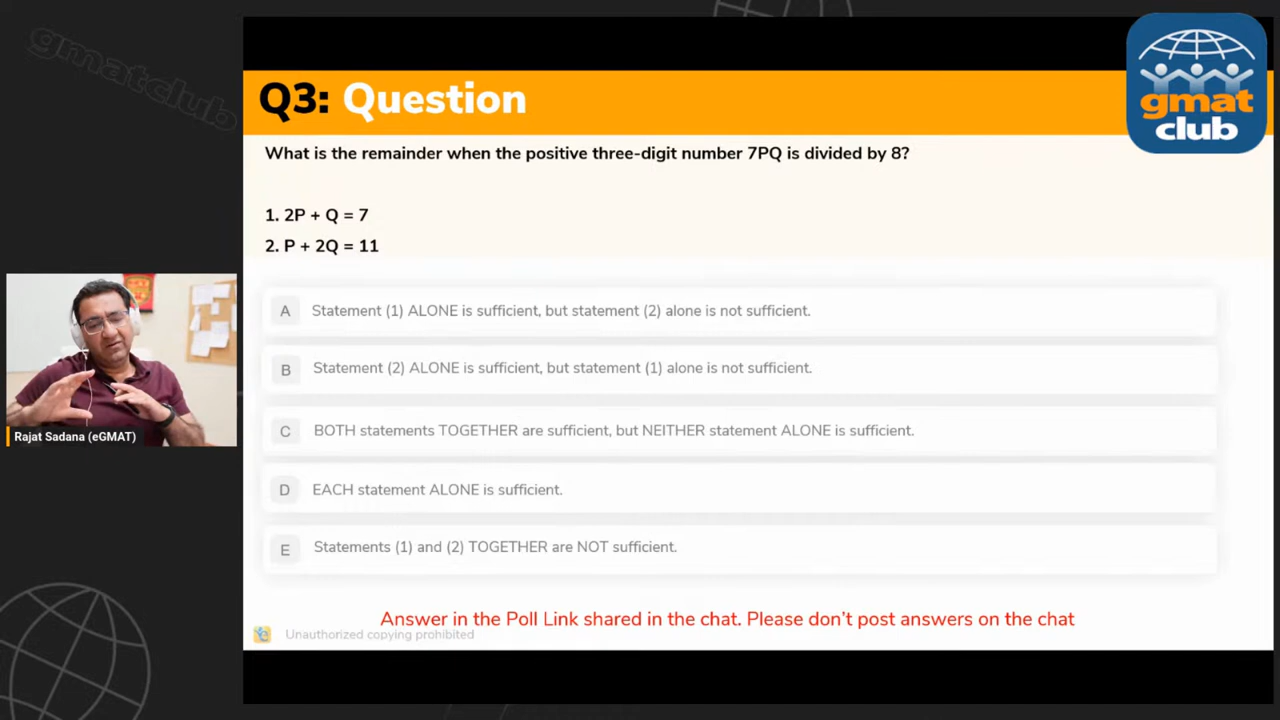 gmatclub
gmat
club
Q3: Question
What is the remainder when the positive three-digit number 7PQ is divided by 8?
1. 2P + Q = 7
2. P + 2Q = 11
A Statement (1) ALONE is sufficient, but statement (2) alone is not sufficient.
B Statement (2) ALONE is sufficient, but statement (1) alone is not sufficient.
C BOTH statements TOGETHER are sufficient, but NEITHER statement ALONE is sufficient.
D EACH statement ALONE is sufficient.
E Statements (1) and (2) TOGETHER are NOT sufficient.
Rajat Sadana (eGMAT)
Answer in the Poll Link shared in the chat. Please don't post answers on the chat
Unauthorized copying prohibited